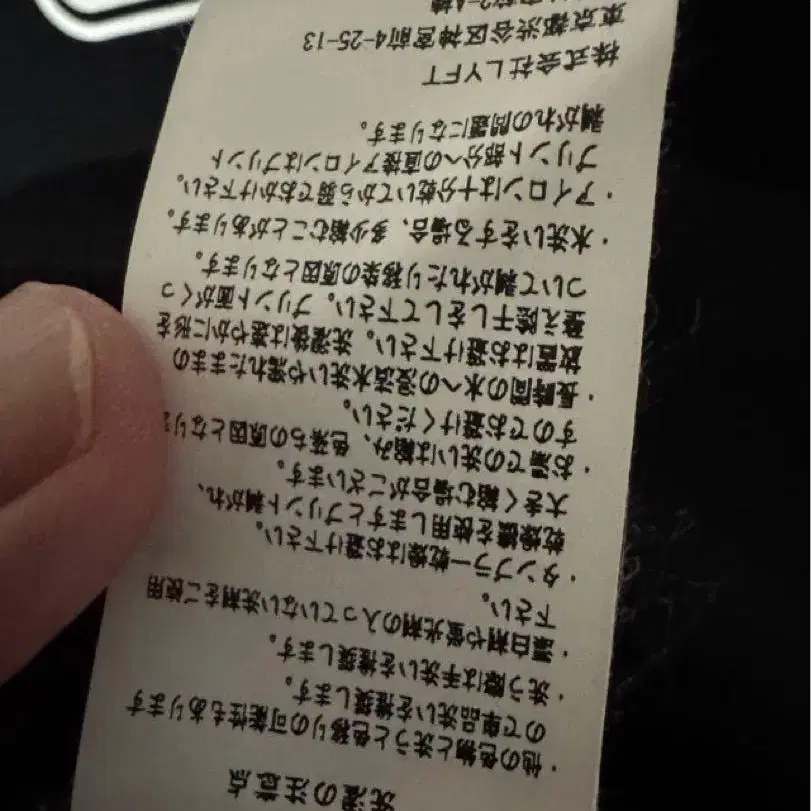 洗濯の注意点
・他の色物と洗うと色移りの可能性もあります
ので単品洗いを推奨します。
・洗う際は手洗いを推奨します。
・漂白剤や蛍光剤の入っていない洗剤をご使用
下さい。
・タンブラー乾燥はお避け下さい。
乾燥機を使用しますとプリント剥がれ、
大きく縮む場合がございます。
・お湯での洗いは縮み、色落ちの原因となりま
すのでお避けください。
・長時間の水への浸漬水洗いや濡れたままの
放置はお避け下さい。洗濯後は速やかに形を
整え陰干しをして下さい。プリント面がくっ
ついて剥がれたり移染の原因となります。
・水洗いをする場合、多少縮むことがあります。
・アイロンは十分乾いてから弱でおかけ下さい。
プリント部分への直接アイロンはプリント
剥がれの問題になります。
株式会社LYFT
東京都渋谷区神宮前4-25-13